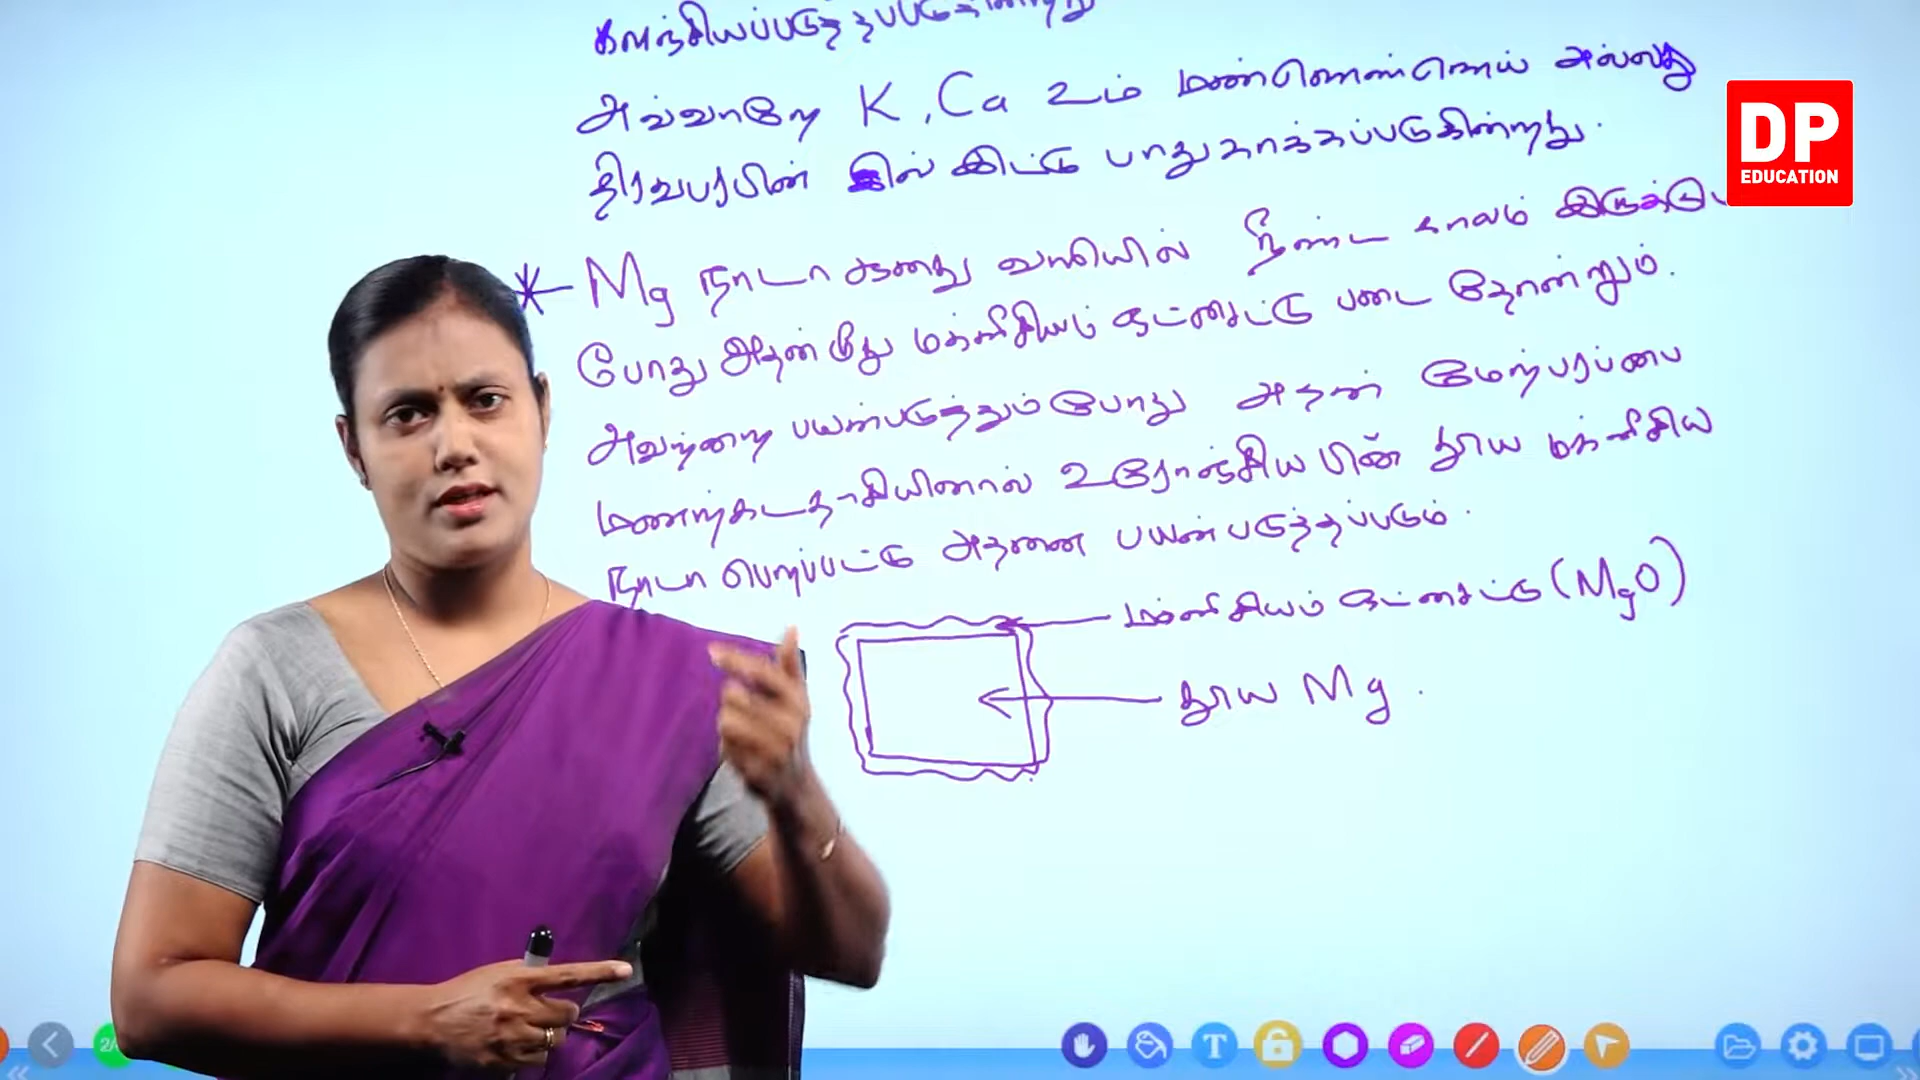 களஞ்சியப்படுத்தப்படுகின்றது
அவ்வாறே K, Ca உம் மண்ணெண்ணெய் அல்லது
திரவபரபின் இல் இட்டு பாதுகாக்கப்படுகின்றது.
* Mg நாடா ஆனது வளியில் நீண்ட காலம் இருக்கும்
போது அதன் மீது மக்னீசியம் ஒட்சைட்டு படை தோன்றும்.
அவற்றை பயன்படுத்தும்போது அதன் மேற்பரப்பை
மணற்கடதாசியினால் உரோஞ்சிய பின் தூய மக்னீசிய
நாடா பெறப்பட்டு அதனை பயன்படுத்தப்படும்.
மக்னீசியம் ஒட்சைட்டு (MgO)
தூய Mg.
DP
EDUCATION
T